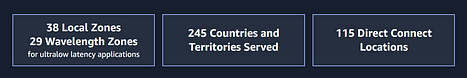 38 Local Zones
29 Wavelength Zones
for ultralow latency applications
245 Countries and
Territories Served
115 Direct Connect
Locations